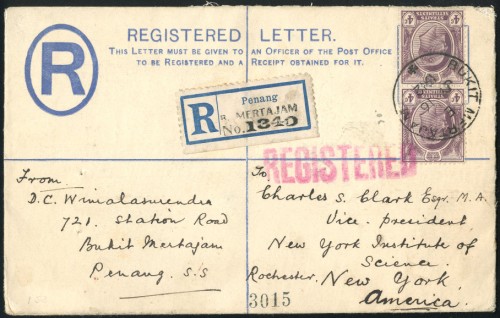 REGISTERED LETTER.
THIS LETTER MUST BE GIVEN TO AN OFFICER OF THE POST OFFICE
TO BE REGISTERED AND A RECEIPT OBTAINED FOR IT.
R
R
Penang
MERTAJAM
No. 1340
BUKIT MERTAJAM
REGISTERED
From
D.C. Wimalasurendra
721. Station Road
Bukit Mertajam
Penang. S.S
To
Charles S. Clark Esqr. M.A.
Vice. president.
New York Institute of
Science.
Rochester. New York
America.
3015